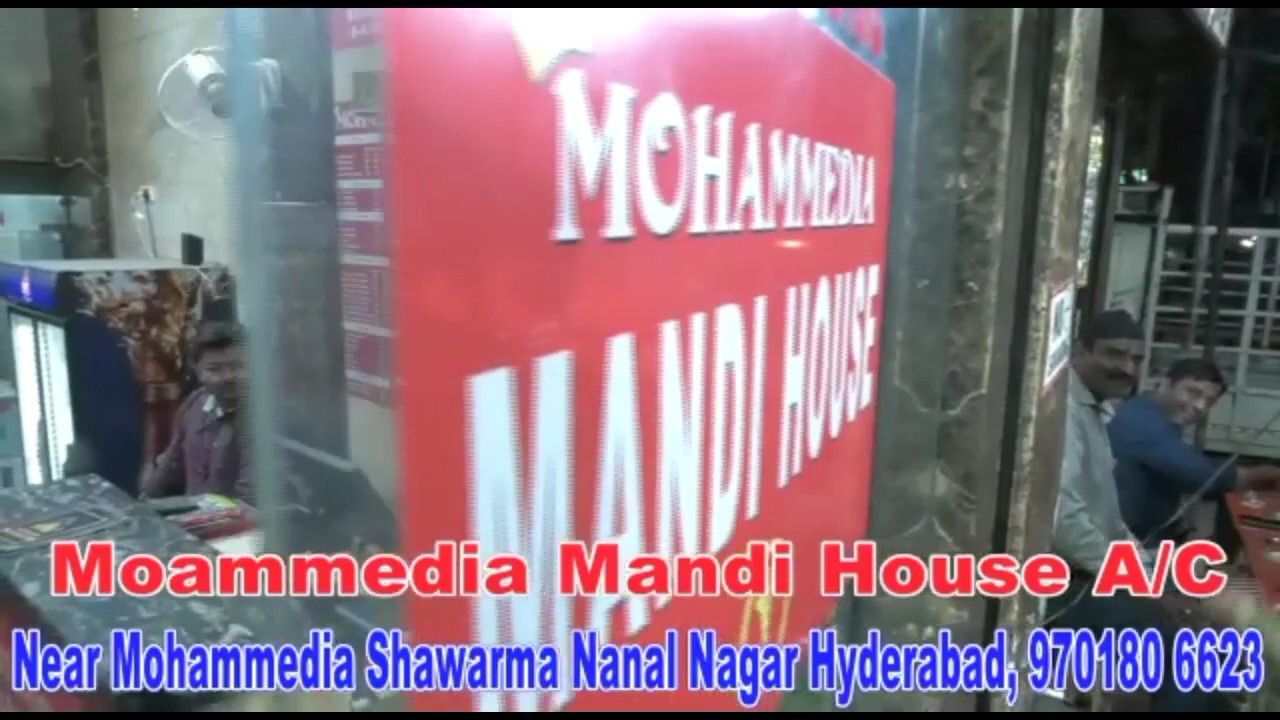 MOHAMMEDIA
MANDI HOUSE
Moammedia Mandi House A/C
Near Mohammedia Shawarma Nanal Nagar Hyderabad, 970180 6623